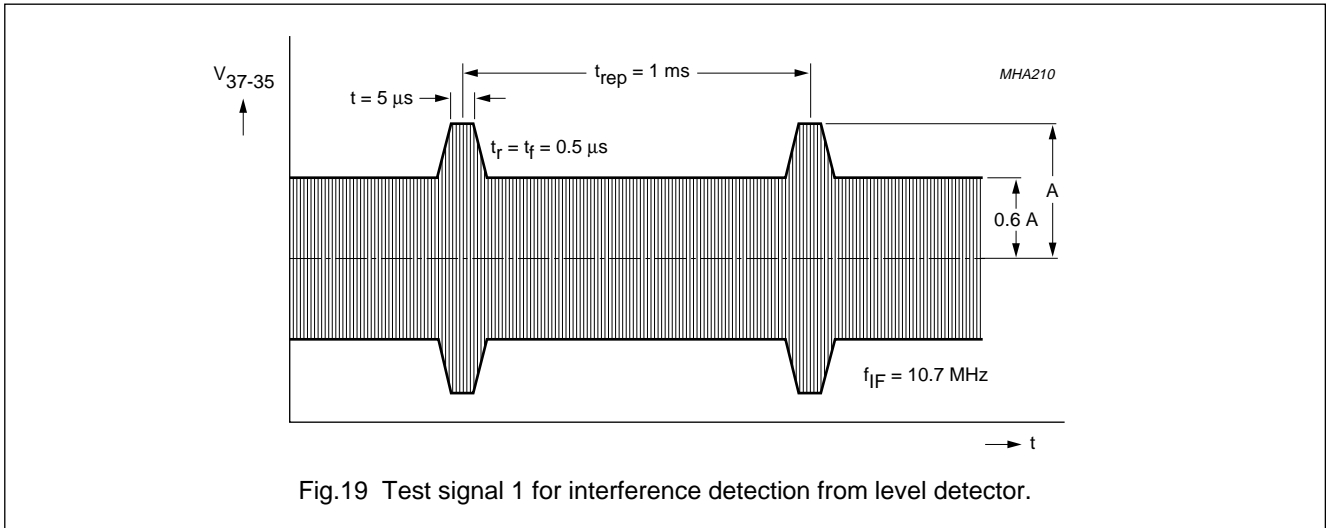 V37-35
trep = 1 ms
MHA210
t = 5 µs
tr = tf = 0.5 µs
A
0.6 A
fIF = 10.7 MHz
t
Fig.19 Test signal 1 for interference detection from level detector.